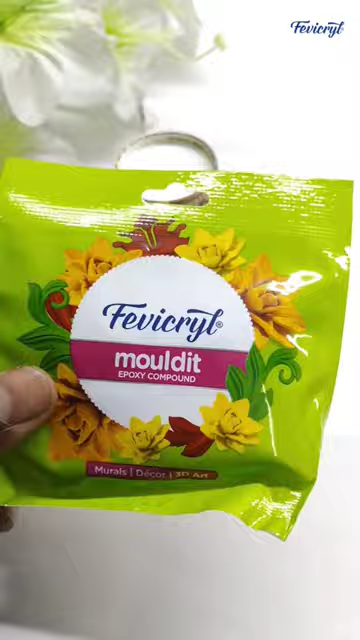 Fevicryl
Fevicryl®
mouldit
EPOXY COMPOUND
Murals | Décor | 3D Art